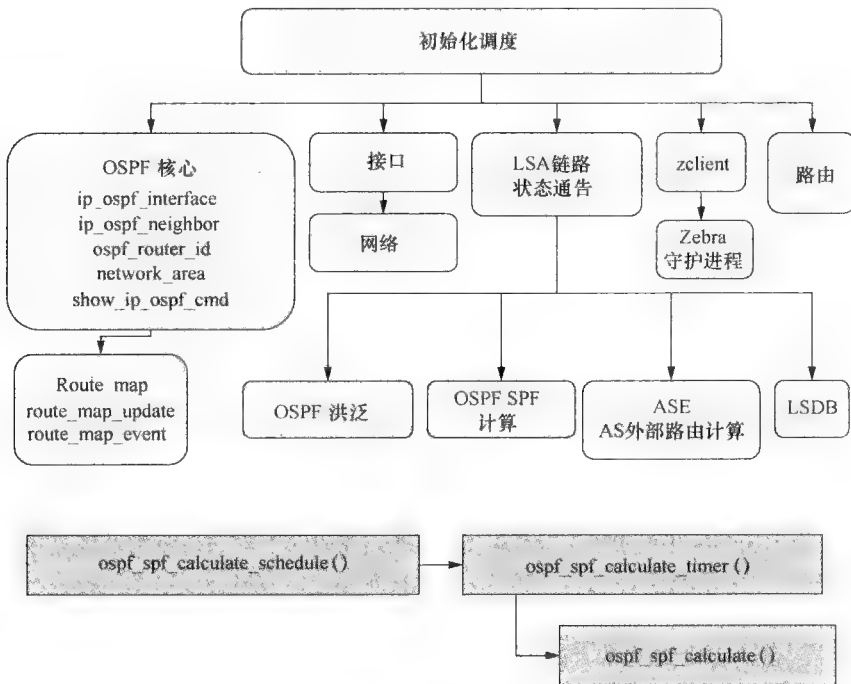 初始化调度
OSPF 核心
ip_ospf_interface
ip_ospf_neighbor
ospf_router_id
network_area
show_ip_ospf_cmd
接口
LSA链路
状态通告
zclient
路由
网络
Zebra
守护进程
Route map
route_map_update
route_map_event
OSPF 洪泛
OSPF SPF
计算
ASE
AS外部路由计算
LSDB
ospf_spf_calculate_schedule()
ospf_spf_calculate_timer()
ospf_spf_calculate()